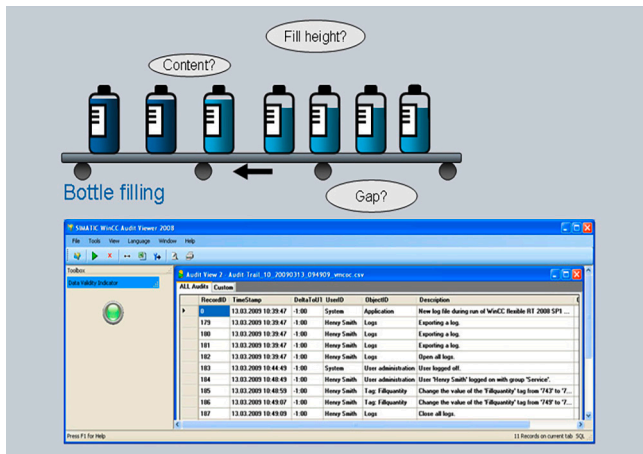 Fill height?
Content?
Bottle filling
Gap?
SIMATIC WinCC Audit Viewer 2008
File Tools View Language Window Help
Toolbox
Data Validity Indicator
Audit View 2 - Audit Trail_10_20090313_094909_vmcoc.csv
ALL Audits Custom
RecordID TimeStamp DeltaToU1 UserID ObjectID Description
0 13.03.2009 10:39:47 -1:00 System Application New log file during run of WinCC flexible RT 2008 SP1 ...
179 13.03.2009 10:39:47 -1:00 Henry Smith Logs Exporting a log.
180 13.03.2009 10:39:47 -1:00 Henry Smith Logs Exporting a log.
181 13.03.2009 10:39:47 -1:00 Henry Smith Logs Exporting a log.
182 13.03.2009 10:39:47 -1:00 Henry Smith Logs Open all logs.
183 13.03.2009 10:44:49 -1:00 System User administration User logged off.
184 13.03.2009 10:48:49 -1:00 Henry Smith User administration User 'Henry Smith' logged on with group 'Service'.
185 13.03.2009 10:48:59 -1:00 Henry Smith Tag: Fillquantity Change the value of the 'Fillquantity' tag from '743' to '7...
186 13.03.2009 10:49:07 -1:00 Henry Smith Tag: Fillquantity Change the value of the 'Fillquantity' tag from '749' to '7...
187 13.03.2009 10:49:09 -1:00 Henry Smith Logs Close all logs.
Press F1 for Help 11 Records on current tab SQL